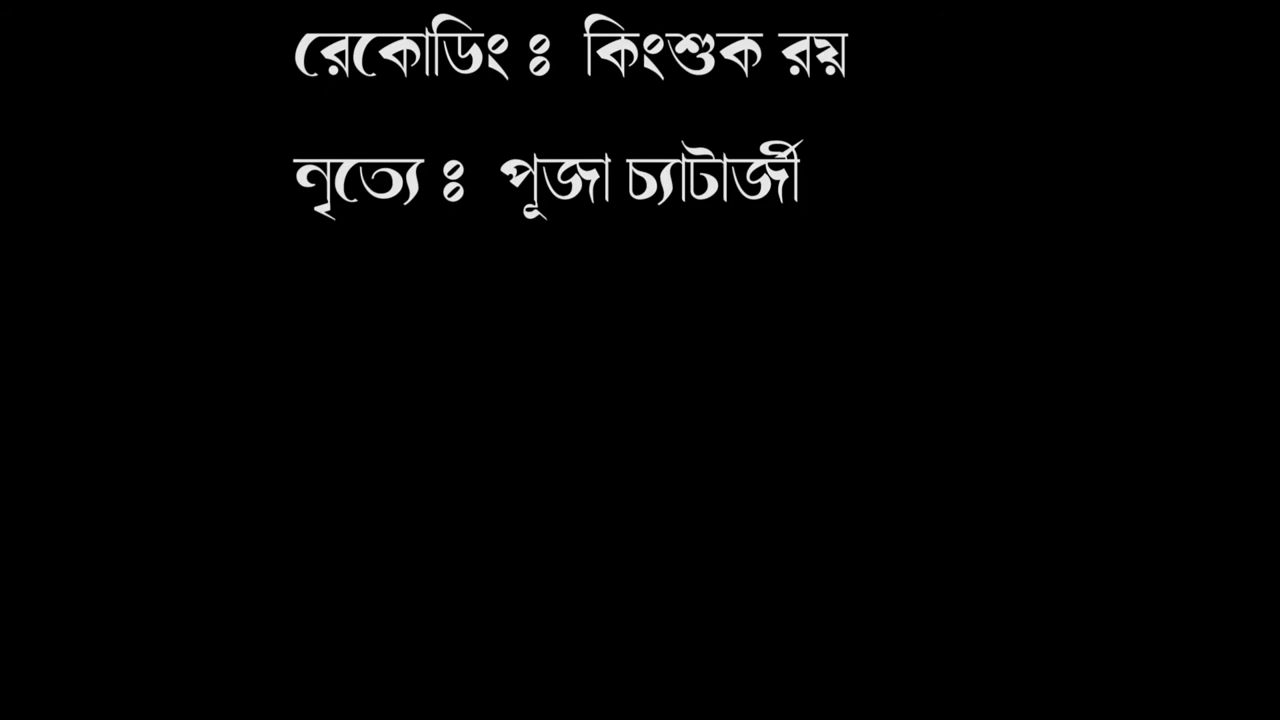 রেকোডিং ঃ কিংশুক রয়
নৃত্যে ঃ পূজা চ্যাটার্জী